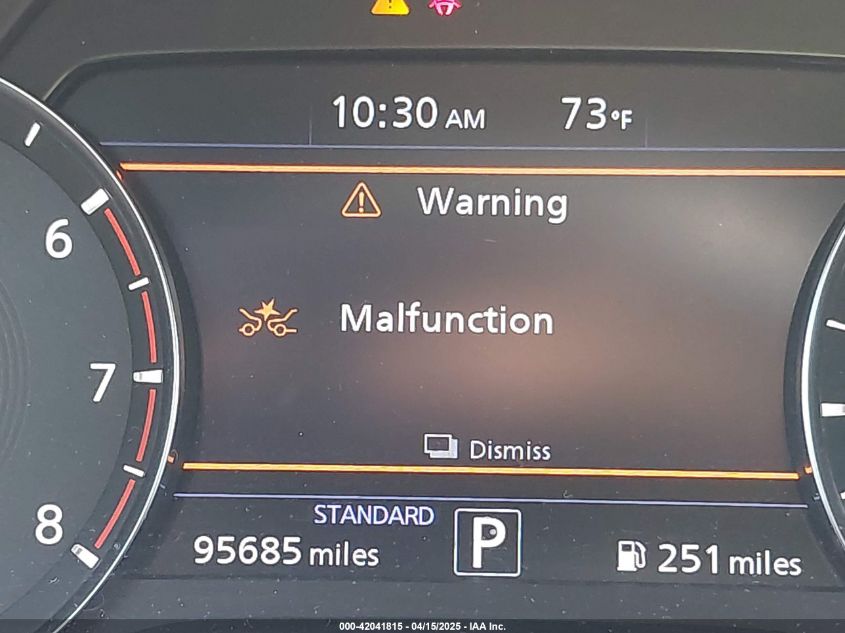 10:30 AM 73°F
Warning
6
Malfunction
7
Dismiss
STANDARD
8
95685 miles P 251 miles
000-42041815 - 04/15/2025 - IAA Inc.